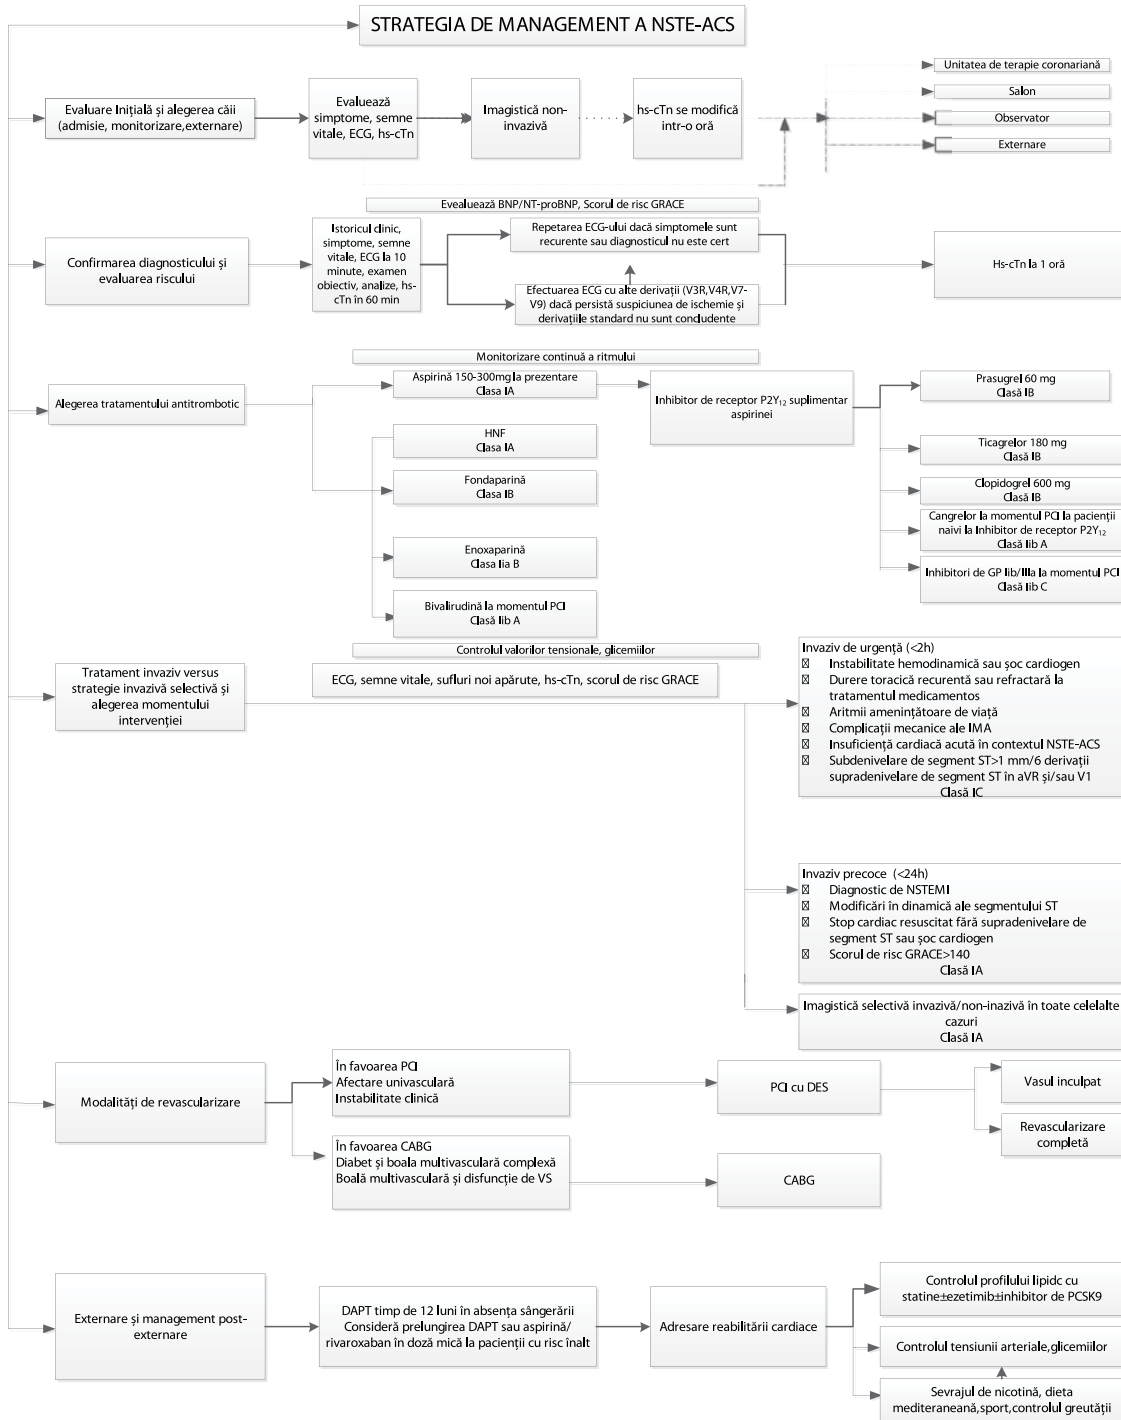 STRATEGIA DE MANAGEMENT A NSTE-ACS
Evaluare Inițială și alegerea căii
(admisie, monitorizare,externare)
Evaluează
simptome, semne
vitale, ECG, hs-cTn
Imagistică non-
invazivă
hs-cTn se modifică
intr-o oră
Unitatea de terapie coronariană
Salon
Observator
Externare
Evealuează BNP/NT-proBNP, Scorul de risc GRACE
Confirmarea diagnosticului și
evaluarea riscului
Istoricul clinic,
simptome, semne
vitale, ECG la 10
minute, examen
obiectiv, analize, hs-
cTn în 60 min
Repetarea ECG-ului dacă simptomele sunt
recurente sau diagnosticul nu este cert
Efectuarea ECG cu alte derivații (V3R,V4R,V7-
V9) dacă persistă suspiciunea de ischemie și
derivațiile standard nu sunt concludente
Hs-cTn la 1 oră
Monitorizare continuă a ritmului
Alegerea tratamentului antitrombotic
Aspirină 150-300mg la prezentare
Clasa IA
HNF
Clasa IA
Fondaparină
Clasa IB
Enoxaparină
Clasa Iia B
Bivalirudină la momentul PCI
Clasă Iib A
Inhibitor de receptor P2Y₁₂ suplimentar
aspirinei
Prasugrel 60 mg
Clasă IB
Ticagrelor 180 mg
Clasă IB
Clopidogrel 600 mg
Clasă IB
Cangrelor la momentul PCI la pacienții
naivi la Inhibitor de receptor P2Y₁₂
Clasă Iib A
Inhibitori de GP Iib/IIIa la momentul PCI
Clasă Iib C
Controlul valorilor tensionale, glicemiilor
Tratament invaziv versus
strategie invazivă selectivă și
alegerea momentului
intervenției
ECG, semne vitale, sufluri noi apărute, hs-cTn, scorul de risc GRACE
Invaziv de urgență (<2h)
Instabilitate hemodinamică sau șoc cardiogen
Durere toracică recurentă sau refractară la
tratamentul medicamentos
Aritmii amenințătoare de viață
Complicații mecanice ale IMA
Insuficiență cardiacă acută în contextul NSTE-ACS
Subdenivelare de segment ST>1 mm/6 derivații
supradenivelare de segment ST în aVR și/sau V1
Clasă IC
Invaziv precoce (<24h)
Diagnostic de NSTEMI
Modificări în dinamică ale segmentului ST
Stop cardiac resuscitat fără supradenivelare de
segment ST sau șoc cardiogen
Scorul de risc GRACE>140
Clasă IA
Imagistică selectivă invazivă/non-inazivă în toate celelalte
cazuri
Clasă IA
Modalități de revascularizare
În favoarea PCI
Afectare univasculară
Instabilitate clinică
PCI cu DES
Vasul inculpat
Revascularizare
completă
În favoarea CABG
Diabet și boala multivasculară complexă
Boală multivasculară și disfuncție de VS
CABG
Externare și management post-
externare
DAPT timp de 12 luni în absența sângerării
Consideră prelungirea DAPT sau aspirină/
rivaroxaban în doză mică la pacienții cu risc înalt
Adresare reabilitării cardiace
Controlul profilului lipidc cu
statine±ezetimib±inhibitor de PCSK9
Controlul tensiunii arteriale,glicemiilor
Sevrajul de nicotină, dieta
mediteraneană,sport,controlul greutății